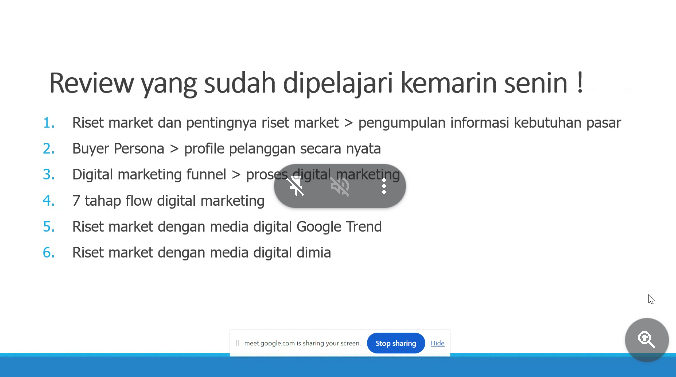 Review yang sudah dipelajari kemarin senin !
1. Riset market dan pentingnya riset market > pengumpulan informasi kebutuhan pasar
2. Buyer Persona > profile pelanggan secara nyata
3. Digital marketing funnel > proses digital marketing
4. 7 tahap flow digital marketing
5. Riset market dengan media digital Google Trend
6. Riset market dengan media digital dimia
meet.google.com is sharing your screen. Stop sharing Hide